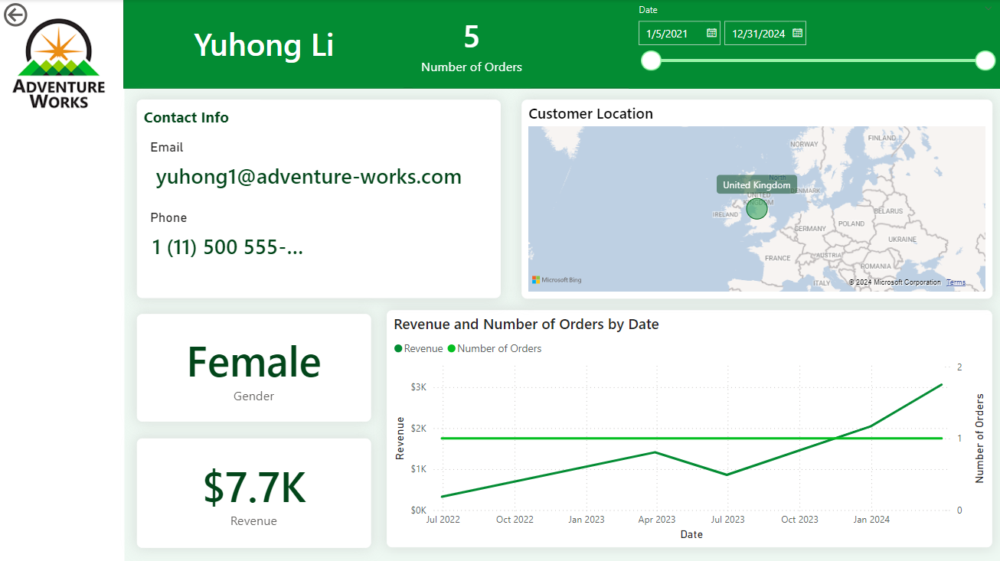 ADVENTURE
WORKS
Yuhong Li
5
Number of Orders
Date
1/5/2021
12/31/2024
Contact Info
Email
yuhong1@adventure-works.com
Phone
1 (11) 500 555-...
Customer Location
NORWAY
FINLAND
North
United Kingdom
DENMARK
UNITED
KINGDOM
IRELAND
BELARUS
GERMANY
POLAND
UKRAINE
FRANCE
AUSTRIA
ROMANIA
ITALY
Microsoft Bing
© 2024 Microsoft Corporation Terms
Female
Gender
$7.7K
Revenue
Revenue and Number of Orders by Date
Revenue Number of Orders
Revenue
$3K
$2K
$1K
$0K
2
1
0
Number of Orders
Jul 2022 Oct 2022 Jan 2023 Apr 2023 Jul 2023 Oct 2023 Jan 2024
Date